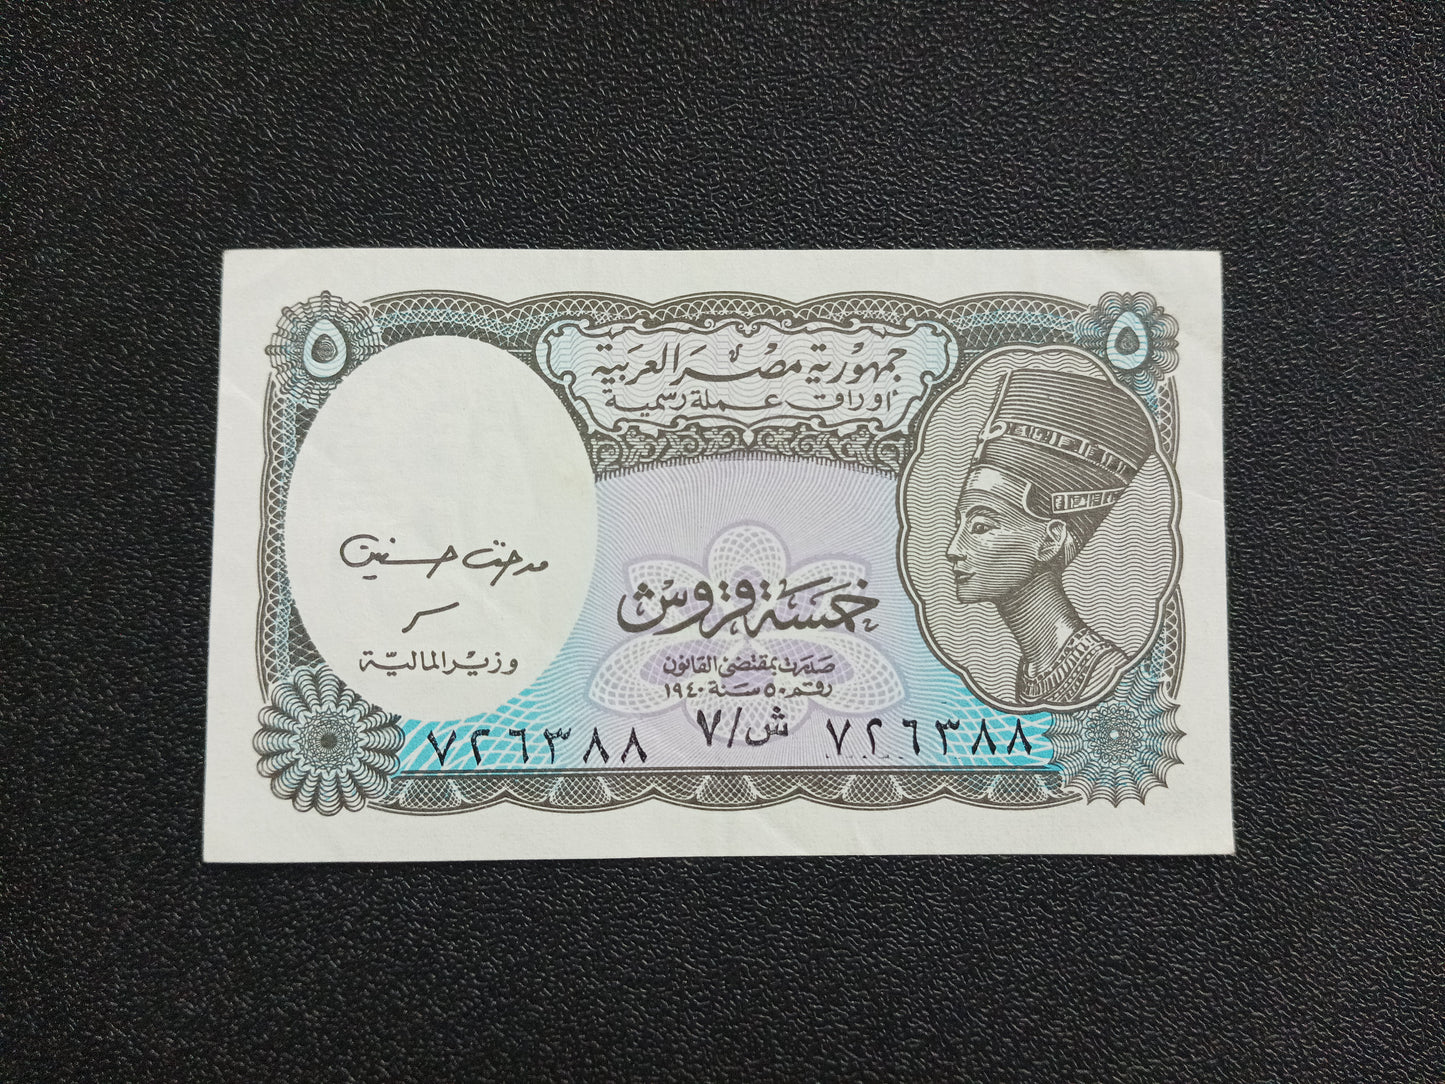 ٥ ٥
جمهورية مصر العربية
أوراق عملة رسمية
خمسة قروش
صدرت بمقتضى القانون
رقم ٥٠ سنة ١٩٤٠
مدحت حسنين
وزير المالية
٧٢٦٣٨٨ ش/٧ ٧٢٦٣٨٨